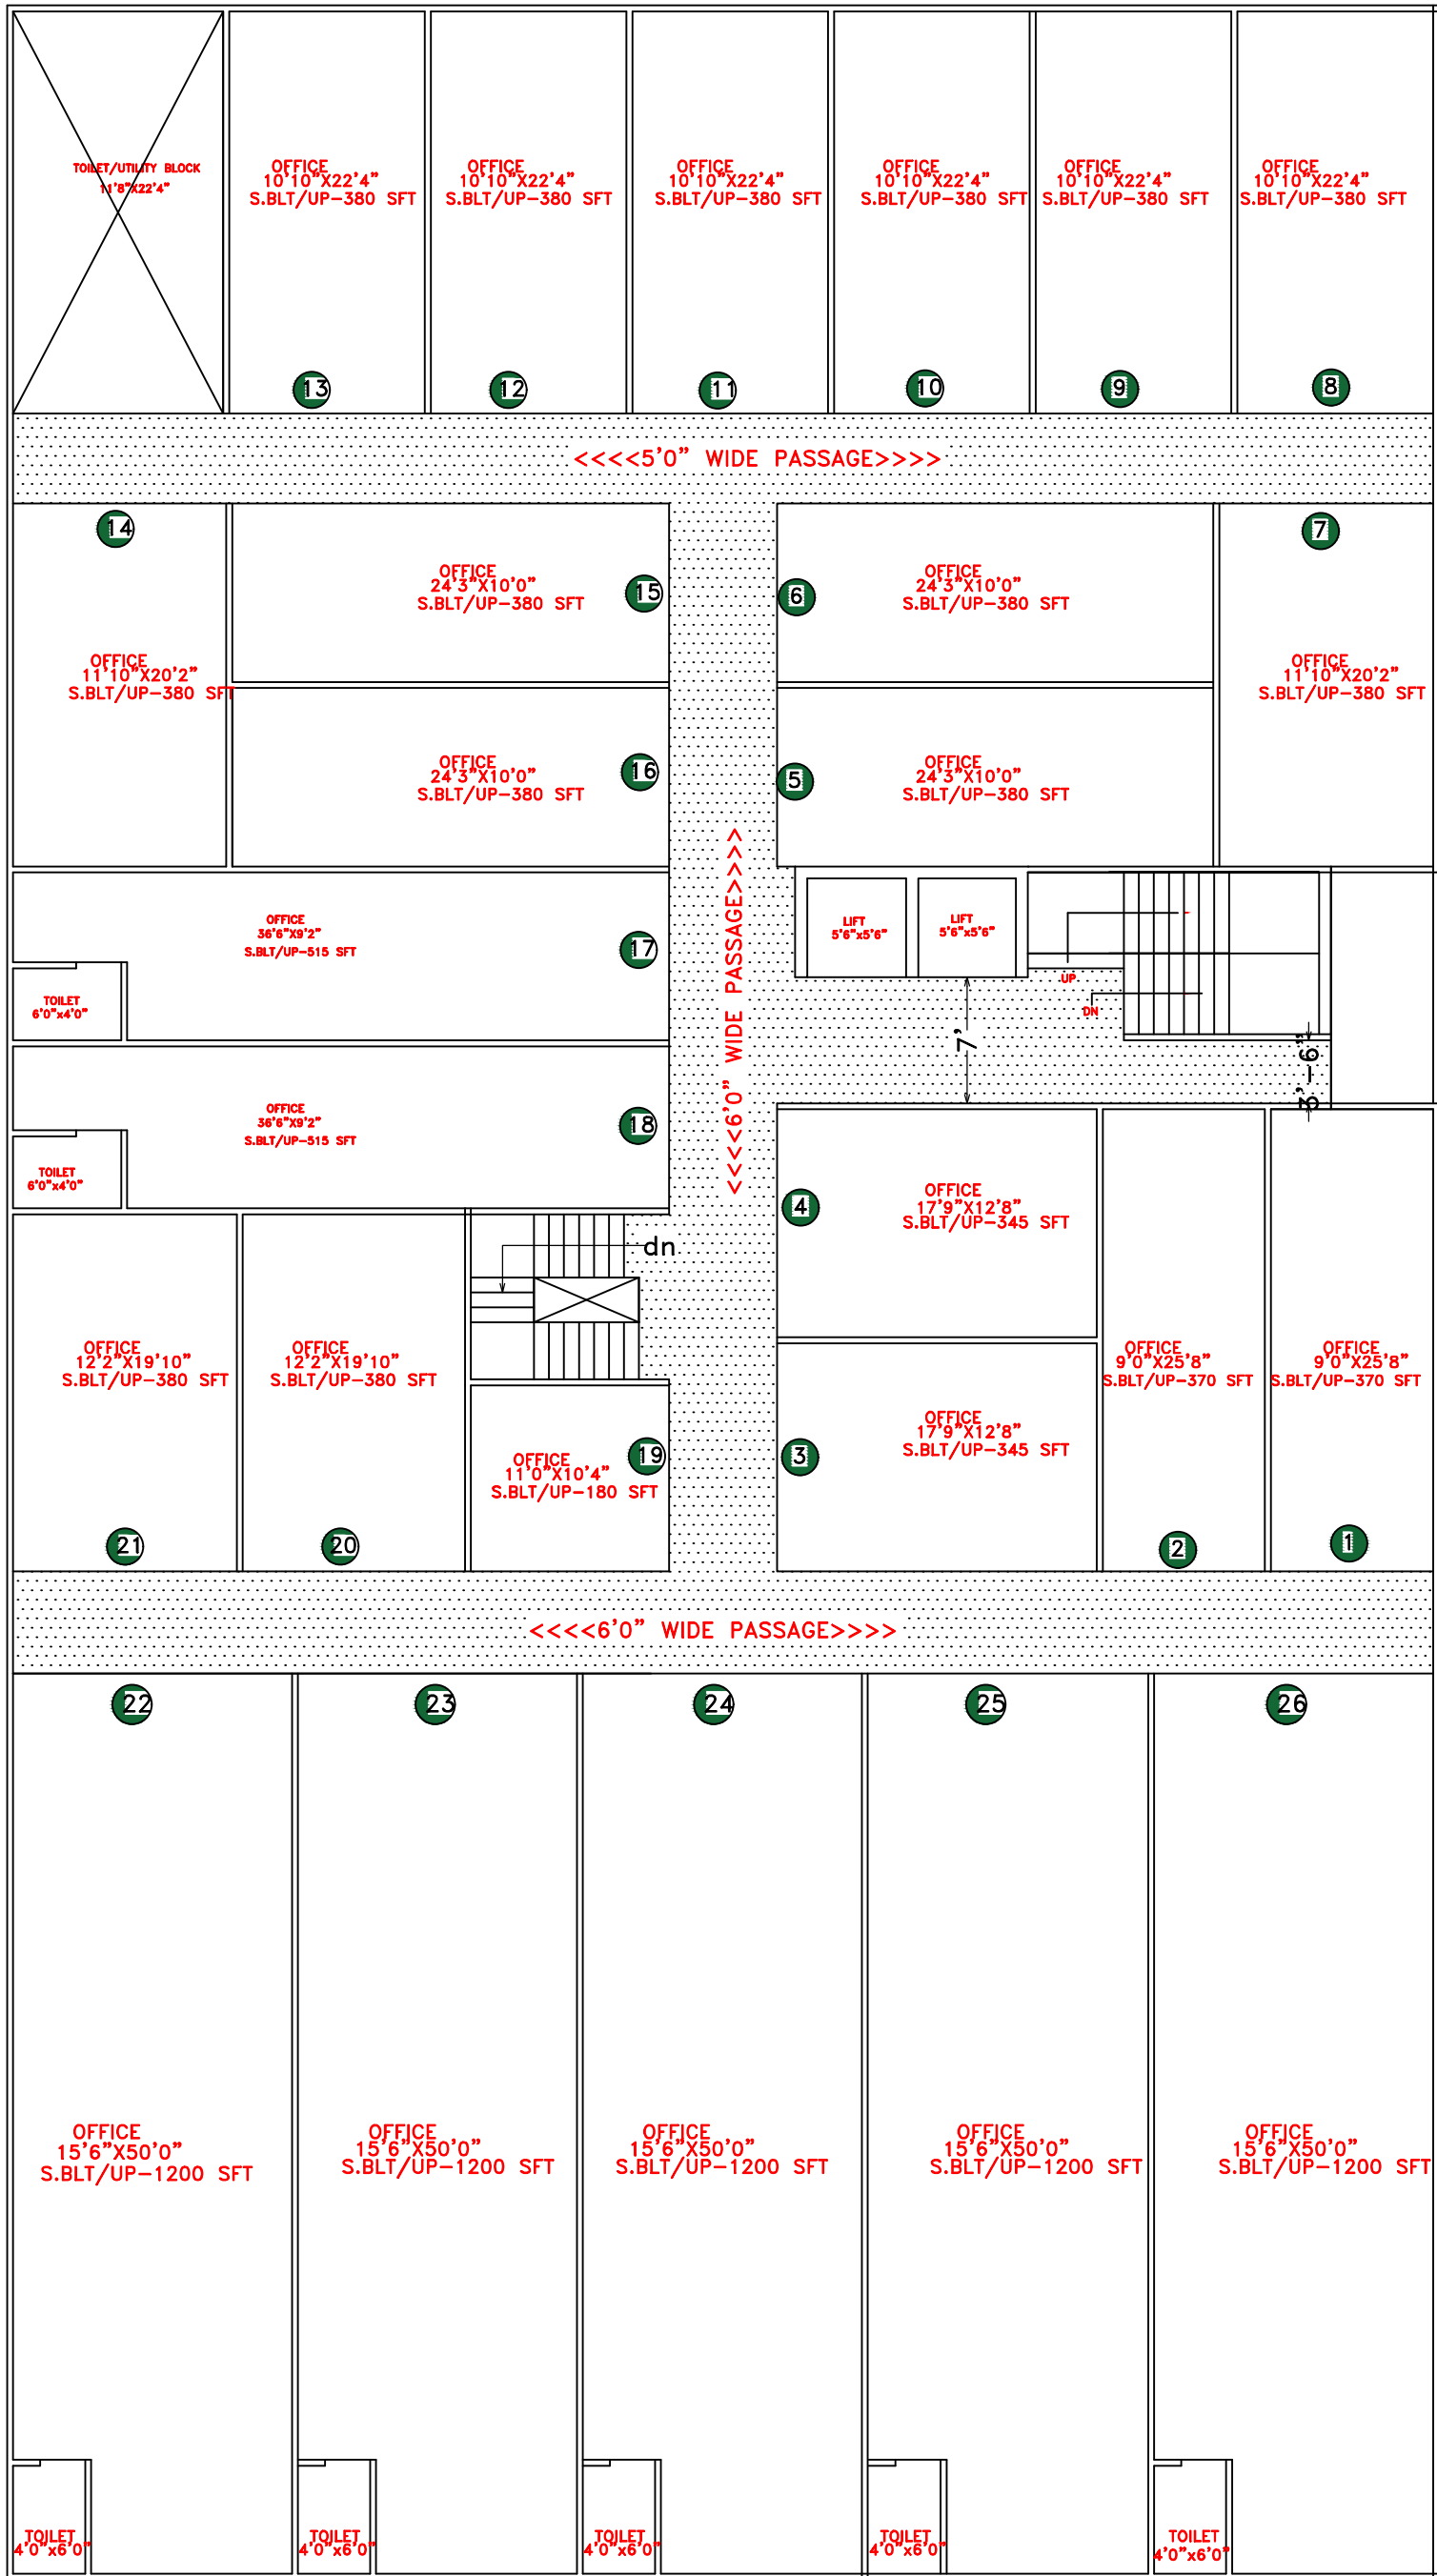 TOILET/UTILITY BLOCK
11'8"X22'4"
OFFICE
10'10"X22'4"
S.BLT/UP-380 SFT
13
OFFICE
10'10"X22'4"
S.BLT/UP-380 SFT
12
OFFICE
10'10"X22'4"
S.BLT/UP-380 SFT
11
OFFICE
10'10"X22'4"
S.BLT/UP-380 SFT
10
OFFICE
10'10"X22'4"
S.BLT/UP-380 SFT
9
OFFICE
10'10"X22'4"
S.BLT/UP-380 SFT
8
<<<<5'0" WIDE PASSAGE>>>>
14
OFFICE
11'10"X20'2"
S.BLT/UP-380 SFT
OFFICE
24'3"X10'0"
S.BLT/UP-380 SFT
15
6
OFFICE
24'3"X10'0"
S.BLT/UP-380 SFT
7
OFFICE
11'10"X20'2"
S.BLT/UP-380 SFT
OFFICE
24'3"X10'0"
S.BLT/UP-380 SFT
16
5
OFFICE
24'3"X10'0"
S.BLT/UP-380 SFT
<<<<6'0" WIDE PASSAGE>>>>
OFFICE
36'6"X9'2"
S.BLT/UP-515 SFT
17
TOILET
6'0"x4'0"
LIFT
5'6"x5'6"
LIFT
5'6"x5'6"
UP
DN
7'
3'-6"
OFFICE
36'6"X9'2"
S.BLT/UP-515 SFT
18
TOILET
6'0"x4'0"
4
OFFICE
17'9"X12'8"
S.BLT/UP-345 SFT
dn
OFFICE
12'2"X19'10"
S.BLT/UP-380 SFT
21
OFFICE
12'2"X19'10"
S.BLT/UP-380 SFT
20
OFFICE
11'0"X10'4"
S.BLT/UP-180 SFT
19
3
OFFICE
17'9"X12'8"
S.BLT/UP-345 SFT
OFFICE
9'0"X25'8"
S.BLT/UP-370 SFT
2
OFFICE
9'0"X25'8"
S.BLT/UP-370 SFT
1
<<<<6'0" WIDE PASSAGE>>>>
22
23
24
25
26
OFFICE
15'6"X50'0"
S.BLT/UP-1200 SFT
OFFICE
15'6"X50'0"
S.BLT/UP-1200 SFT
OFFICE
15'6"X50'0"
S.BLT/UP-1200 SFT
OFFICE
15'6"X50'0"
S.BLT/UP-1200 SFT
OFFICE
15'6"X50'0"
S.BLT/UP-1200 SFT
TOILET
4'0"x6'0"
TOILET
4'0"x6'0"
TOILET
4'0"x6'0"
TOILET
4'0"x6'0"
TOILET
4'0"x6'0"